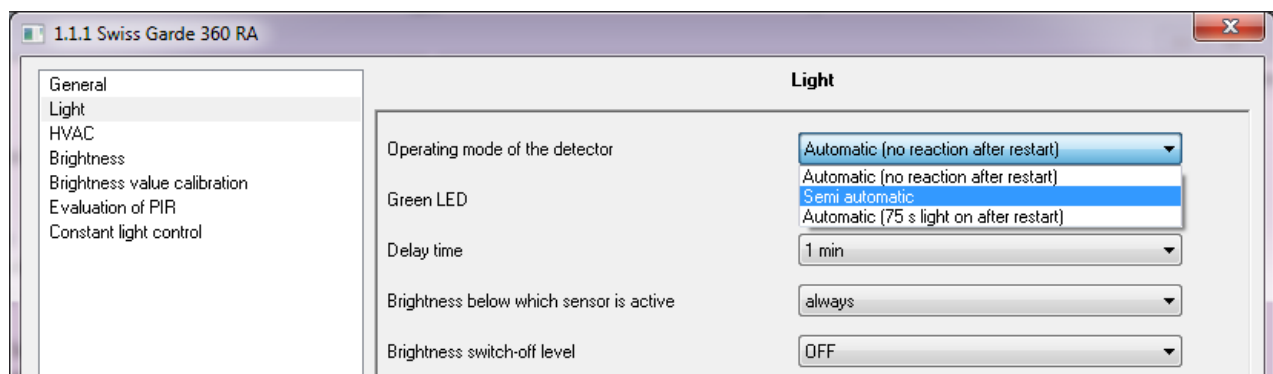 1.1.1 Swiss Garde 360 RA
General
Light
HVAC
Brightness
Brightness value calibration
Evaluation of PIR
Constant light control
Light
Operating mode of the detector
Automatic (no reaction after restart)
Automatic (no reaction after restart)
Semi automatic
Automatic (75 s light on after restart)
Green LED
Delay time
1 min
Brightness below which sensor is active
always
Brightness switch-off level
OFF